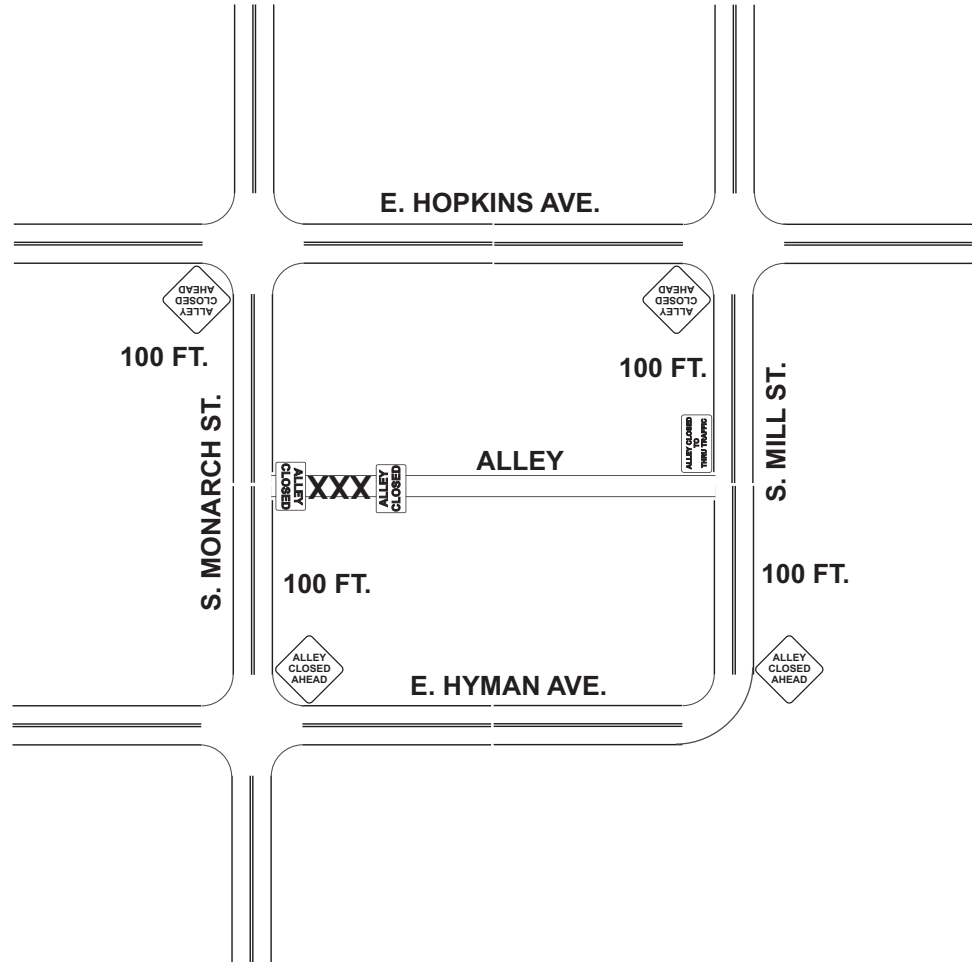 E. HOPKINS AVE.
ALLEY
CLOSED
AHEAD
ALLEY
CLOSED
AHEAD
100 FT.
100 FT.
S. MONARCH ST.
S. MILL ST.
ALLEY CLOSED
TO
THRU TRAFFIC
ALLEY
ALLEY
CLOSED
XXX
ALLEY
CLOSED
100 FT.
100 FT.
ALLEY
CLOSED
AHEAD
ALLEY
CLOSED
AHEAD
E. HYMAN AVE.